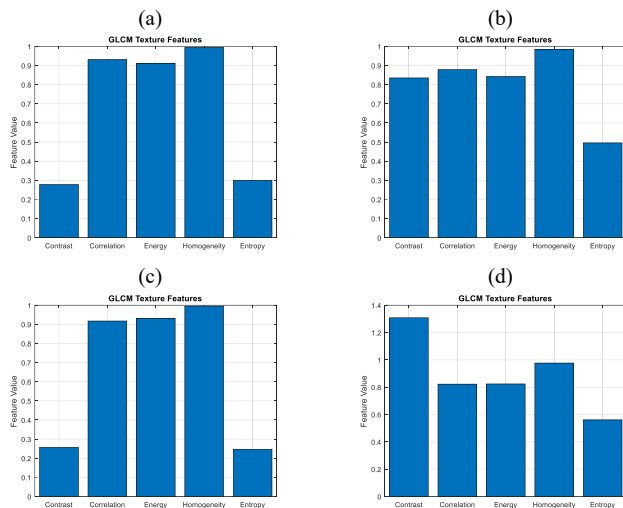 (a)
GLCM Texture Features
Feature Value
1
0.9
0.8
0.7
0.6
0.5
0.4
0.3
0.2
0.1
0
Contrast Correlation Energy Homogeneity Entropy
(b)
GLCM Texture Features
Feature Value
1
0.9
0.8
0.7
0.6
0.5
0.4
0.3
0.2
0.1
0
Contrast Correlation Energy Homogeneity Entropy
(c)
GLCM Texture Features
Feature Value
1
0.9
0.8
0.7
0.6
0.5
0.4
0.3
0.2
0.1
0
Contrast Correlation Energy Homogeneity Entropy
(d)
GLCM Texture Features
Feature Value
1.4
1.2
1
0.8
0.6
0.4
0.2
0
Contrast Correlation Energy Homogeneity Entropy